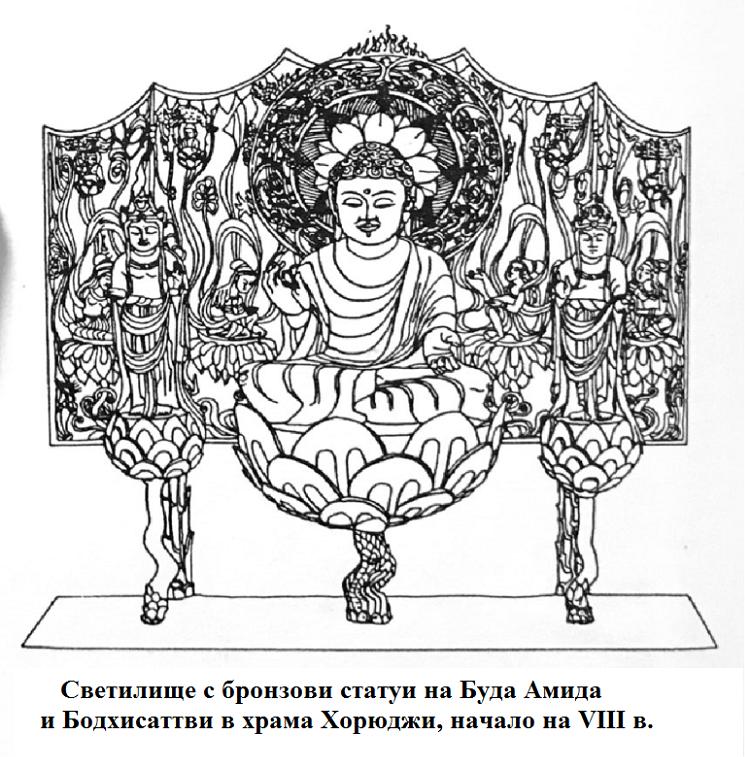 Светилище с бронзови статуи на Буда Амида
и Бодхисаттви в храма Хорюджи, начало на VIII в.